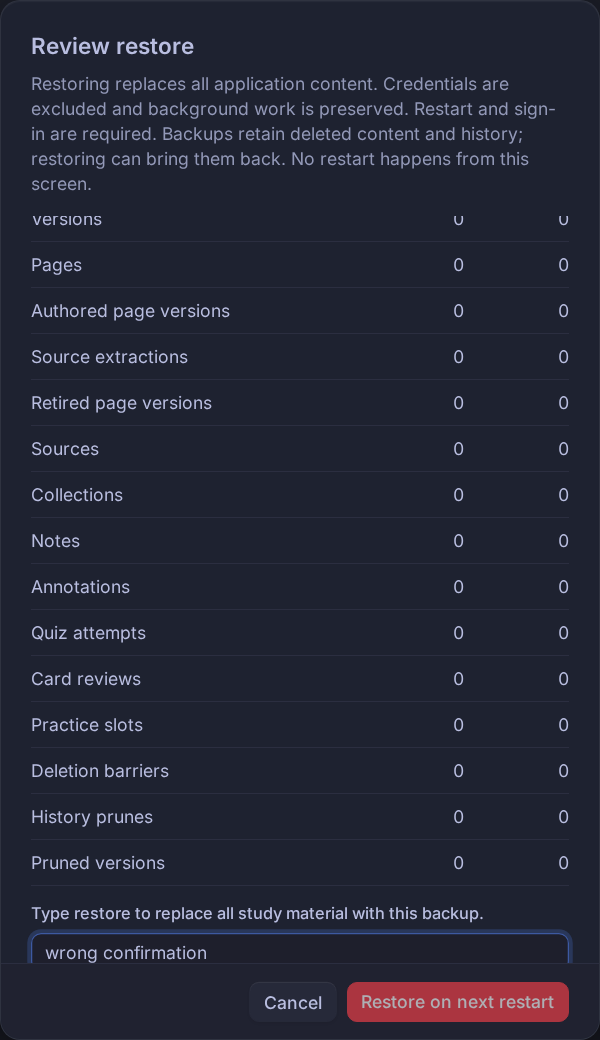 Review restore
Restoring replaces all application content. Credentials are
excluded and background work is preserved. Restart and sign-
in are required. Backups retain deleted content and history;
restoring can bring them back. No restart happens from this
screen.
Versions 0 0
Pages 0 0
Authored page versions 0 0
Source extractions 0 0
Retired page versions 0 0
Sources 0 0
Collections 0 0
Notes 0 0
Annotations 0 0
Quiz attempts 0 0
Card reviews 0 0
Practice slots 0 0
Deletion barriers 0 0
History prunes 0 0
Pruned versions 0 0
Type restore to replace all study material with this backup.
wrong confirmation
Cancel Restore on next restart